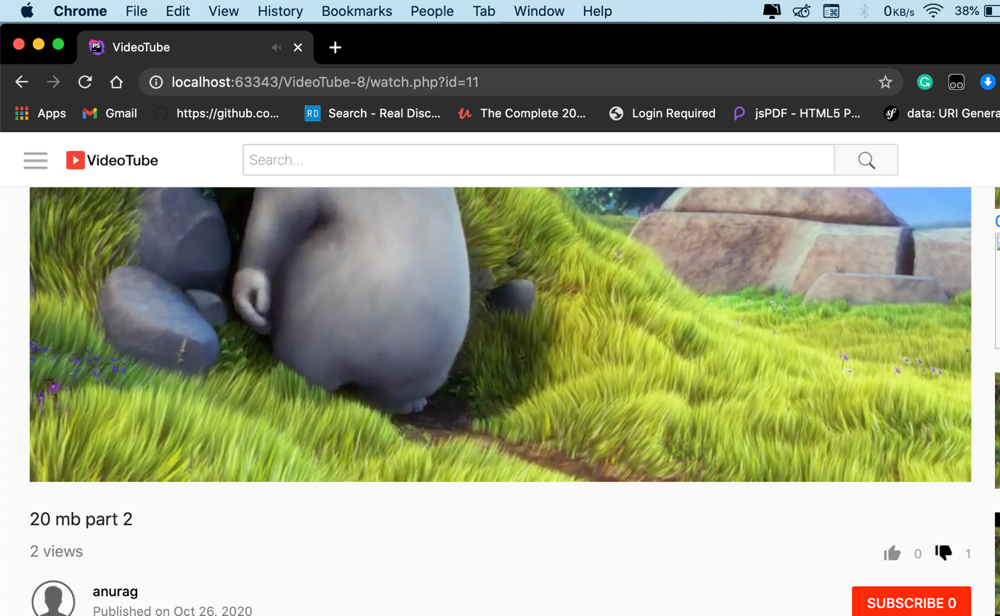 Chrome File Edit View History Bookmarks People Tab Window Help 0KB/s 38%
PS VideoTube
localhost:63343/VideoTube-8/watch.php?id=11
Apps Gmail https://github.co... RD Search - Real Disc... The Complete 20... Login Required jsPDF - HTML5 P... sf data: URI Genera
VideoTube Search...
20 mb part 2
2 views 0 1
anurag
Published on Oct 26, 2020
SUBSCRIBE 0